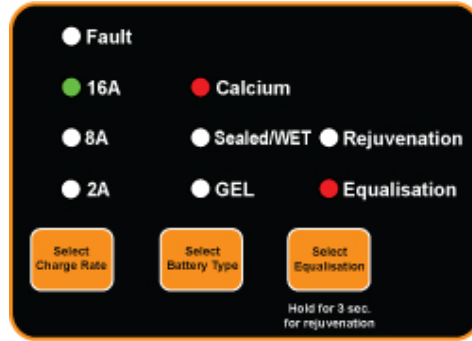 Fault
16A Calcium
8A Sealed/WET Rejuvenation
2A GEL Equalisation
Select Select Select
Charge Rate Battery Type Equalisation
Hold for 3 sec.
for rejuvenation